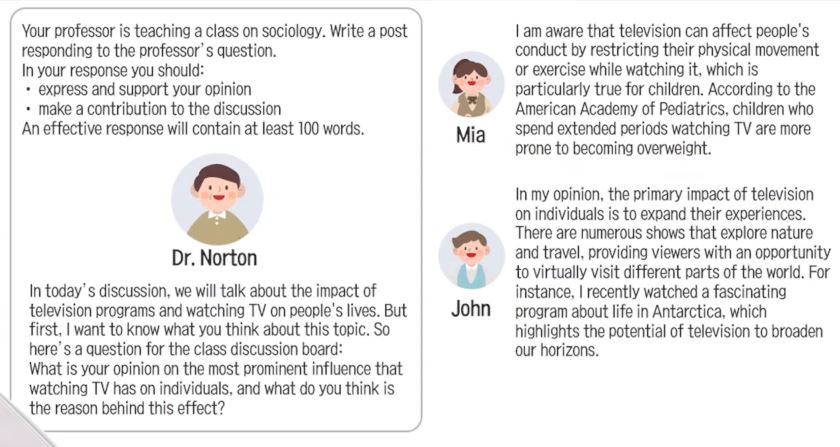 Your professor is teaching a class on sociology. Write a post
responding to the professor's question.
In your response you should:
• express and support your opinion
• make a contribution to the discussion
An effective response will contain at least 100 words.
Dr. Norton
In today's discussion, we will talk about the impact of
television programs and watching TV on people's lives. But
first, I want to know what you think about this topic. So
here's a question for the class discussion board:
What is your opinion on the most prominent influence that
watching TV has on individuals, and what do you think is
the reason behind this effect?
I am aware that television can affect people's
conduct by restricting their physical movement
or exercise while watching it, which is
particularly true for children. According to the
American Academy of Pediatrics, children who
spend extended periods watching TV are more
prone to becoming overweight.
Mia
In my opinion, the primary impact of television
on individuals is to expand their experiences.
There are numerous shows that explore nature
and travel, providing viewers with an opportunity
to virtually visit different parts of the world. For
instance, I recently watched a fascinating
program about life in Antarctica, which
highlights the potential of television to broaden
our horizons.
John